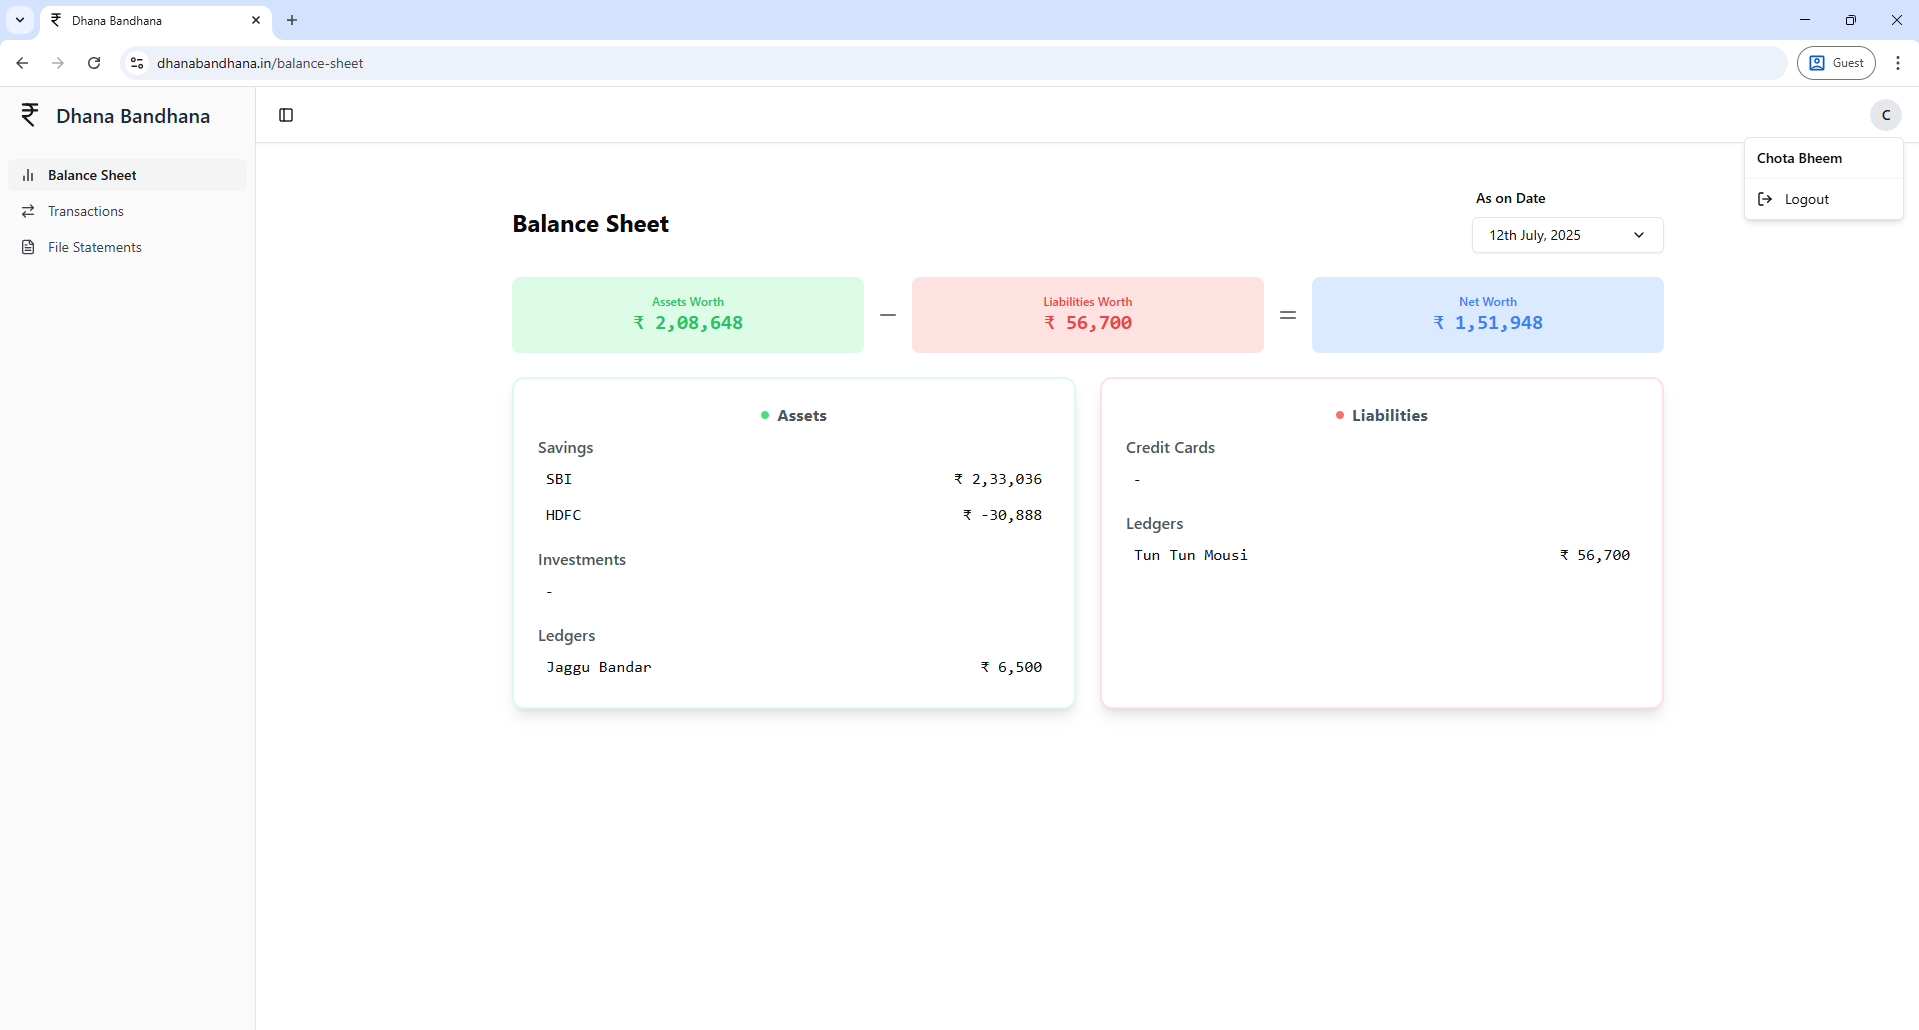 Dhana Bandhana
dhanabandhana.in/balance-sheet
Guest
₹ Dhana Bandhana
C
Chota Bheem
Logout
Balance Sheet
Transactions
File Statements
Balance Sheet
As on Date
12th July, 2025
Assets Worth
₹ 2,08,648
—
Liabilities Worth
₹ 56,700
=
Net Worth
₹ 1,51,948
Assets
Savings
SBI ₹ 2,33,036
HDFC ₹ -30,888
Investments
-
Ledgers
Jaggu Bandar ₹ 6,500
Liabilities
Credit Cards
-
Ledgers
Tun Tun Mousi ₹ 56,700